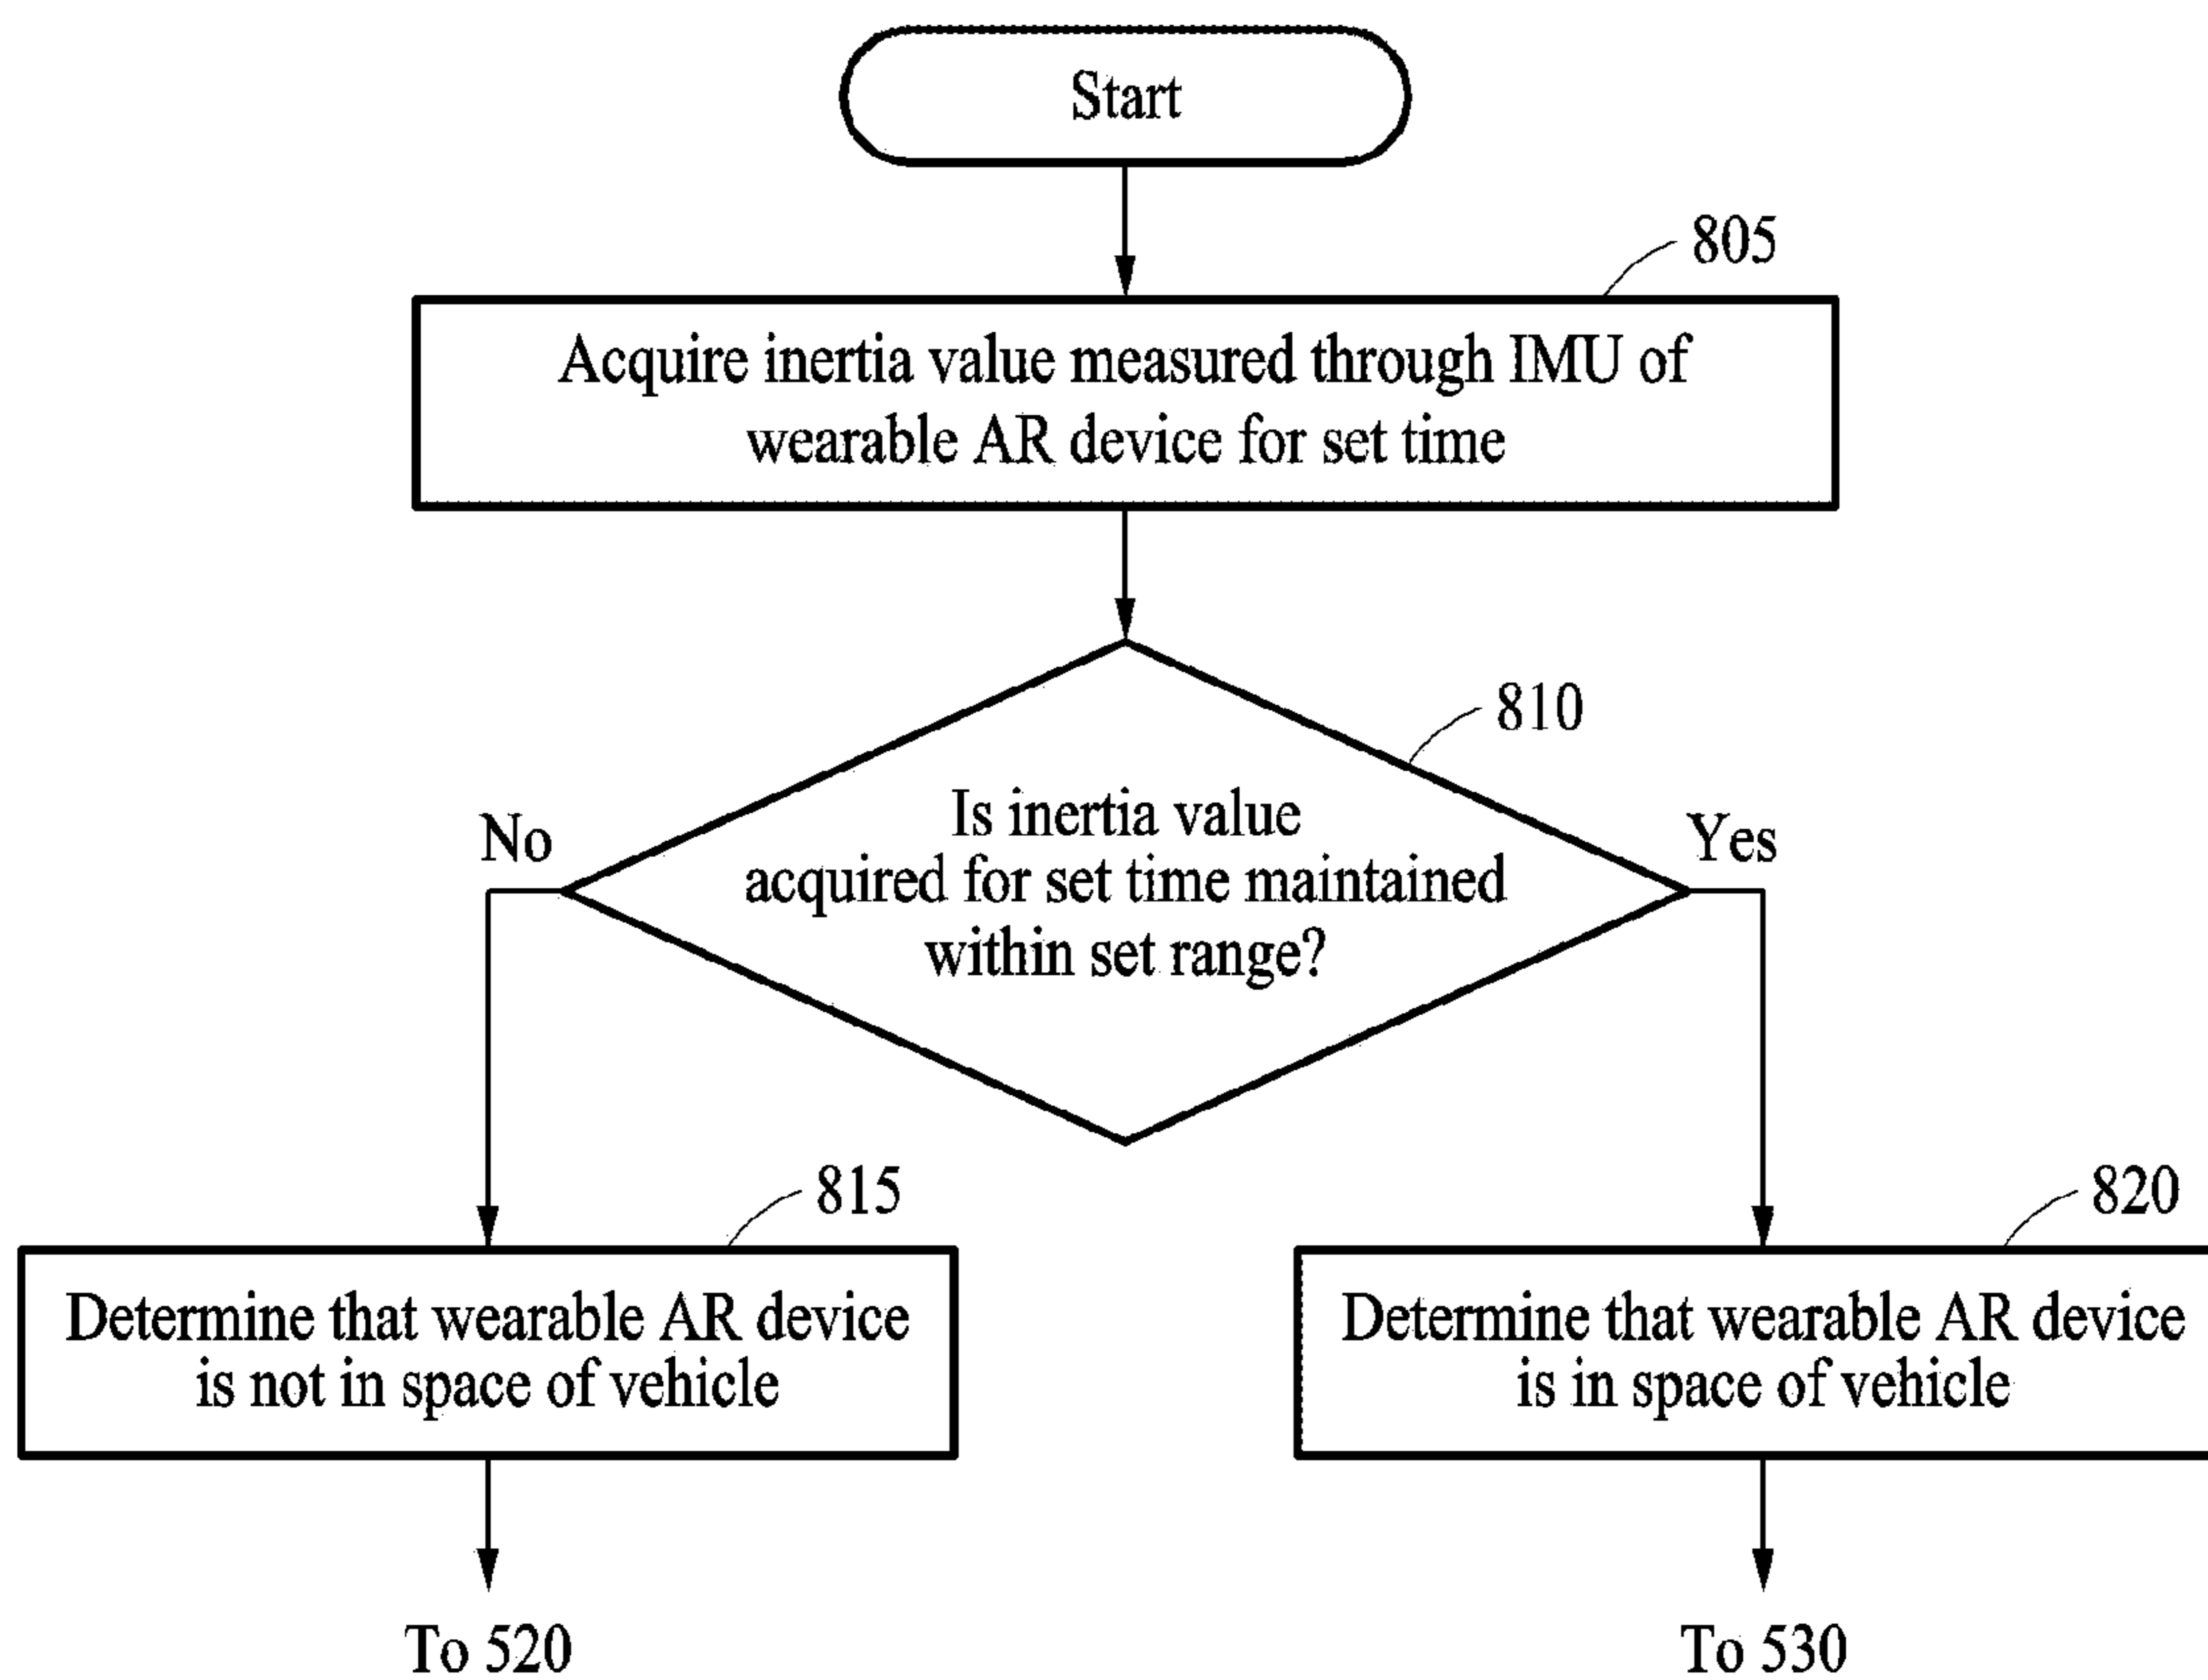 Start
805
Acquire inertia value measured through IMU of
wearable AR device for set time
810
Is inertia value
acquired for set time maintained
within set range?
No
Yes
815
Determine that wearable AR device
is not in space of vehicle
820
Determine that wearable AR device
is in space of vehicle
To 520
To 530